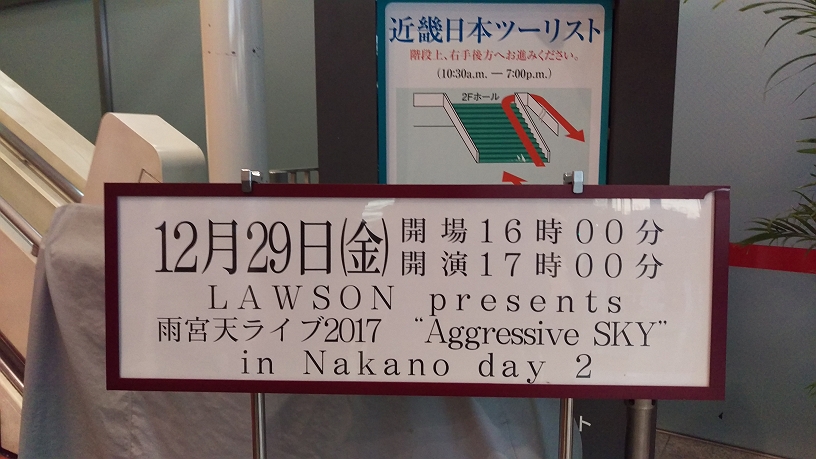 近畿日本ツーリスト
階段上、右手後方へお進みください。
(10:30a.m. — 7:00p.m.)
2Fホール
12月29日(金)
開場16時00分
開演17時00分
LAWSON presents
雨宮天ライブ2017 “Aggressive SKY”
in Nakano day 2
ト